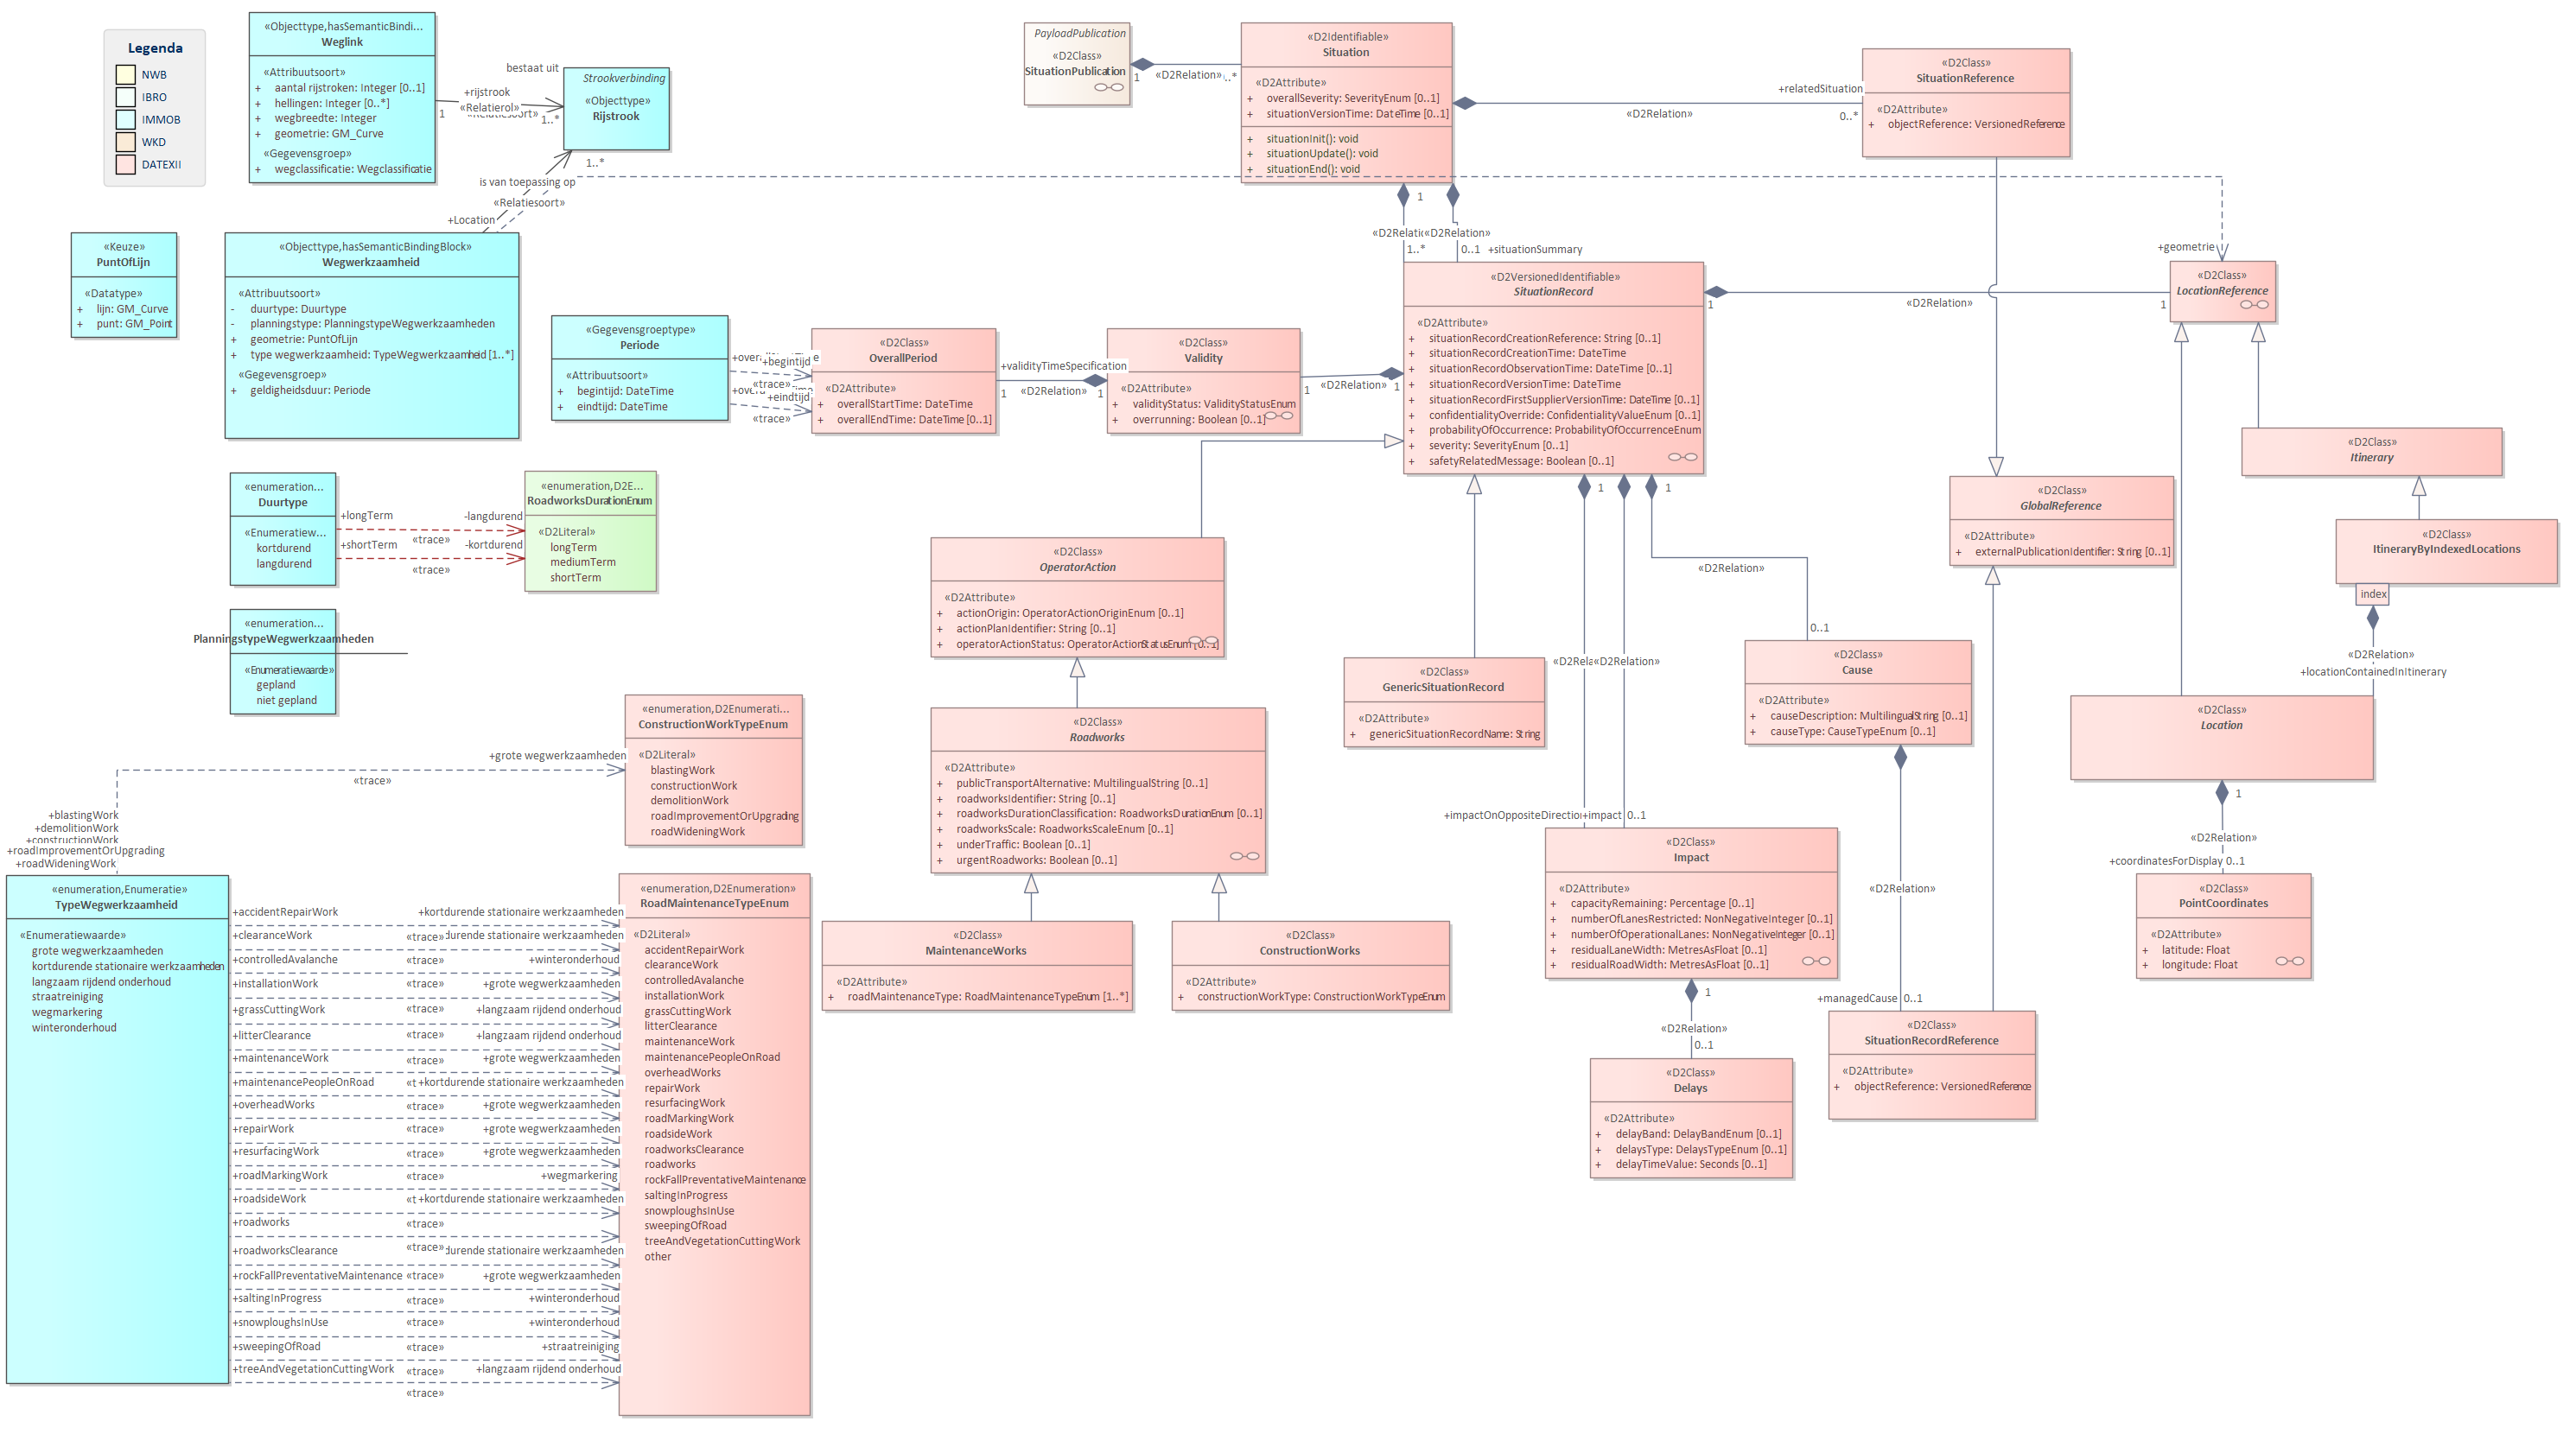 Legenda
NWB
IBRO
IMMOB
WKD
DATEXII
«Objecttype,hasSemanticBindi...
Weglink
«Attribuutsoort»
+ aantal rijstroken: Integer [0..1]
+ hellingen: Integer [0..*]
+ wegbreedte: Integer
+ geometrie: GM_Curve
«Gegevensgroep»
+ wegclassificatie: Wegclassificatie
bestaat uit
+rijstrook
«Relatierol»
«Relatiesoort»
1
1..*
Strookverbinding
«Objecttype»
Rijstrook
1..*
is van toepassing op
«Relatiesoort»
+Location
«Keuze»
PuntOfLijn
«Datatype»
+ lijn: GM_Curve
+ punt: GM_Point
«Objecttype,hasSemanticBindingBlock»
Wegwerkzaamheid
«Attribuutsoort»
- duurtype: Duurtype
- planningstype: PlanningstypeWegwerkzaamheden
+ geometrie: PuntOfLijn
+ type wegwerkzaamheid: TypeWegwerkzaamheid [1..*]
«Gegevensgroep»
+ geldigheidsduur: Periode
«Gegevensgroeptype»
Periode
«Attribuutsoort»
+ begintijd: DateTime
+ eindtijd: DateTime
+begintijd
«trace»
+eindtijd
«trace»
«D2Class»
OverallPeriod
«D2Attribute»
+ overallStartTime: DateTime
+ overallEndTime: DateTime [0..1]
+validityTimeSpecification
1
«D2Relation»
1
«D2Class»
Validity
«D2Attribute»
+ validityStatus: ValidityStatusEnum
+ overrunning: Boolean [0..1]
1
«D2Relation»
1
PayloadPublication
«D2Class»
SituationPublication
1
«D2Relation»
..*
«D2Identifiable»
Situation
«D2Attribute»
+ overallSeverity: SeverityEnum [0..1]
+ situationVersionTime: DateTime [0..1]
+ situationInit(): void
+ situationUpdate(): void
+ situationEnd(): void
+relatedSituation
«D2Relation»
0..*
«D2Class»
SituationReference
«D2Attribute»
+ objectReference: VersionedReference
1
«D2Relati
«D2Relation»
1..*
0..1
+situationSummary
«D2VersionedIdentifiable»
SituationRecord
«D2Attribute»
+ situationRecordCreationReference: String [0..1]
+ situationRecordCreationTime: DateTime
+ situationRecordObservationTime: DateTime [0..1]
+ situationRecordVersionTime: DateTime
+ situationRecordFirstSupplierVersionTime: DateTime [0..1]
+ confidentialityOverride: ConfidentialityValueEnum [0..1]
+ probabilityOfOccurrence: ProbabilityOfOccurrenceEnum
+ severity: SeverityEnum [0..1]
+ safetyRelatedMessage: Boolean [0..1]
1
«D2Relation»
1
+geometrie
«D2Class»
LocationReference
«D2Class»
Itinerary
«D2Class»
GlobalReference
«D2Attribute»
+ externalPublicationIdentifier: String [0..1]
«D2Class»
ItineraryByIndexedLocations
index
«D2Relation»
+locationContainedInItinerary
«D2Class»
Location
1
«D2Relation»
+coordinatesForDisplay 0..1
«D2Class»
PointCoordinates
«D2Attribute»
+ latitude: Float
+ longitude: Float
«enumeration...
Duurtype
«Enumeratiew...
kortdurend
langdurend
+longTerm
-langdurend
«trace»
+shortTerm
-kortdurend
«trace»
«enumeration,D2E...
RoadworksDurationEnum
«D2Literal»
longTerm
mediumTerm
shortTerm
«enumeration...
PlanningstypeWegwerkzaamheden
«Enumeratiewaarde»
gepland
niet gepland
«enumeration,D2Enumerati...
ConstructionWorkTypeEnum
«D2Literal»
blastingWork
constructionWork
demolitionWork
roadImprovementOrUpgrading
roadWideningWork
+grote wegwerkzaamheden
«trace»
+blastingWork
+demolitionWork
+constructionWork
+roadImprovementOrUpgrading
+roadWideningWork
«enumeration,Enumeratie»
TypeWegwerkzaamheid
«Enumeratiewaarde»
grote wegwerkzaamheden
kortdurende stationaire werkzaamheden
langzaam rijdend onderhoud
straatreiniging
wegmarkering
winteronderhoud
+accidentRepairWork +kortdurende stationaire werkzaamheden
+clearanceWork «trace» durende stationaire werkzaamheden
+controlledAvalanche «trace» +winteronderhoud
+installationWork «trace» +grote wegwerkzaamheden
+grassCuttingWork «trace» +langzaam rijdend onderhoud
+litterClearance «trace» +langzaam rijdend onderhoud
+maintenanceWork «trace» +grote wegwerkzaamheden
+maintenancePeopleOnRoad «t +kortdurende stationaire werkzaamheden
+overheadWorks «trace» +grote wegwerkzaamheden
+repairWork «trace» +grote wegwerkzaamheden
+resurfacingWork «trace» +grote wegwerkzaamheden
+roadMarkingWork «trace» +wegmarkering
+roadsideWork «t +kortdurende stationaire werkzaamheden
+roadworks «trace»
+roadworksClearance «trace» durende stationaire werkzaamheden
+rockFallPreventativeMaintenance «trace» +grote wegwerkzaamheden
+saltingInProgress «trace» +winteronderhoud
+snowploughsInUse «trace» +winteronderhoud
+sweepingOfRoad «trace» +straatreiniging
+treeAndVegetationCuttingWork «trace» +langzaam rijdend onderhoud
«trace»
«enumeration,D2Enumeration»
RoadMaintenanceTypeEnum
«D2Literal»
accidentRepairWork
clearanceWork
controlledAvalanche
installationWork
grassCuttingWork
litterClearance
maintenanceWork
maintenancePeopleOnRoad
overheadWorks
repairWork
resurfacingWork
roadMarkingWork
roadsideWork
roadworksClearance
roadworks
rockFallPreventativeMaintenance
saltingInProgress
snowploughsInUse
sweepingOfRoad
treeAndVegetationCuttingWork
other
«D2Class»
OperatorAction
«D2Attribute»
+ actionOrigin: OperatorActionOriginEnum [0..1]
+ actionPlanIdentifier: String [0..1]
+ operatorActionStatus: OperatorActionStatusEnum [0..1]
«D2Class»
Roadworks
«D2Attribute»
+ publicTransportAlternative: MultilingualString [0..1]
+ roadworksIdentifier: String [0..1]
+ roadworksDurationClassification: RoadworksDurationEnum [0..1]
+ roadworksScale: RoadworksScaleEnum [0..1]
+ underTraffic: Boolean [0..1]
+ urgentRoadworks: Boolean [0..1]
«D2Class»
MaintenanceWorks
«D2Attribute»
+ roadMaintenanceType: RoadMaintenanceTypeEnum [1..*]
«D2Class»
ConstructionWorks
«D2Attribute»
+ constructionWorkType: ConstructionWorkTypeEnum
«D2Class»
GenericSituationRecord
«D2Attribute»
+ genericSituationRecordName: String
1
1
«D2Rela
«D2Relation»
«D2Relation»
0..1
+impactOnOppositeDirectio
+impact 0..1
«D2Class»
Cause
«D2Attribute»
+ causeDescription: MultilingualString [0..1]
+ causeType: CauseTypeEnum [0..1]
«D2Relation»
+managedCause 0..1
«D2Class»
Impact
«D2Attribute»
+ capacityRemaining: Percentage [0..1]
+ numberOfLanesRestricted: NonNegativeInteger [0..1]
+ numberOfOperationalLanes: NonNegativeInteger [0..1]
+ residualLaneWidth: MetresAsFloat [0..1]
+ residualRoadWidth: MetresAsFloat [0..1]
1
«D2Relation»
0..1
«D2Class»
Delays
«D2Attribute»
+ delayBand: DelayBandEnum [0..1]
+ delaysType: DelaysTypeEnum [0..1]
+ delayTimeValue: Seconds [0..1]
«D2Class»
SituationRecordReference
«D2Attribute»
+ objectReference: VersionedReference